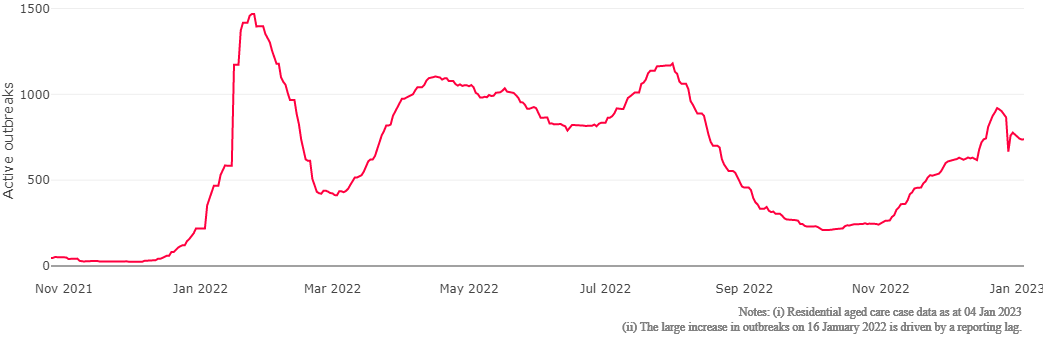 1500
1000
500
0
Active outbreaks
Nov 2021 Jan 2022 Mar 2022 May 2022 Jul 2022 Sep 2022 Nov 2022 Jan 2023
Notes: (i) Residential aged care case data as at 04 Jan 2023
(ii) The large increase in outbreaks on 16 January 2022 is driven by a reporting lag.